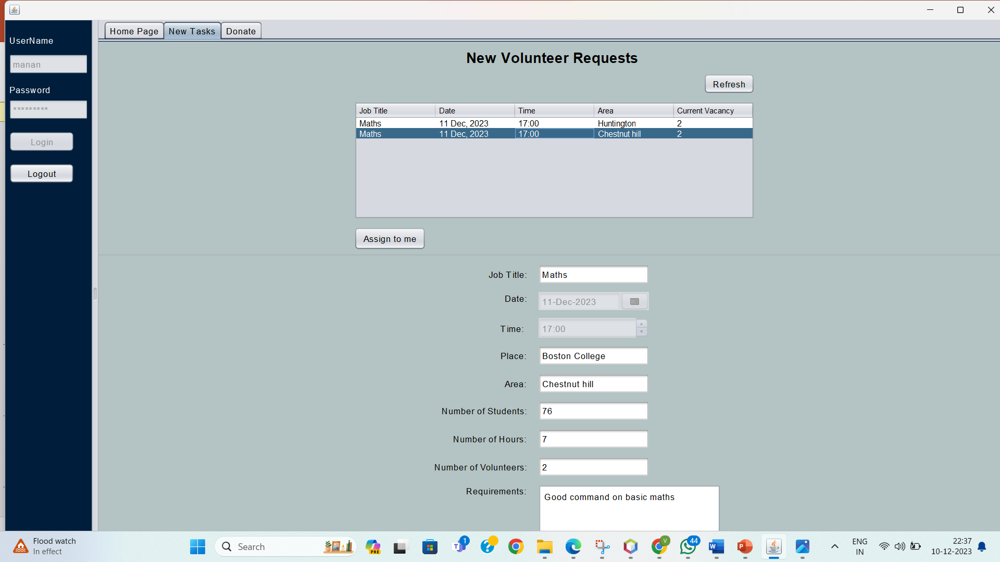 Home Page New Tasks Donate
UserName
manan
Password
*********
Login
Logout
New Volunteer Requests
Refresh
Job Title Date Time Area Current Vacancy
Maths 11 Dec, 2023 17:00 Huntington 2
Maths 11 Dec, 2023 17:00 Chestnut hill 2
Assign to me
Job Title: Maths
Date: 11-Dec-2023
Time: 17:00
Place: Boston College
Area: Chestnut hill
Number of Students: 76
Number of Hours: 7
Number of Volunteers: 2
Requirements: Good command on basic maths
Flood watch
In effect
Search
PRE
T 1
?
V
44
W
P
ENG
IN
22:37
10-12-2023